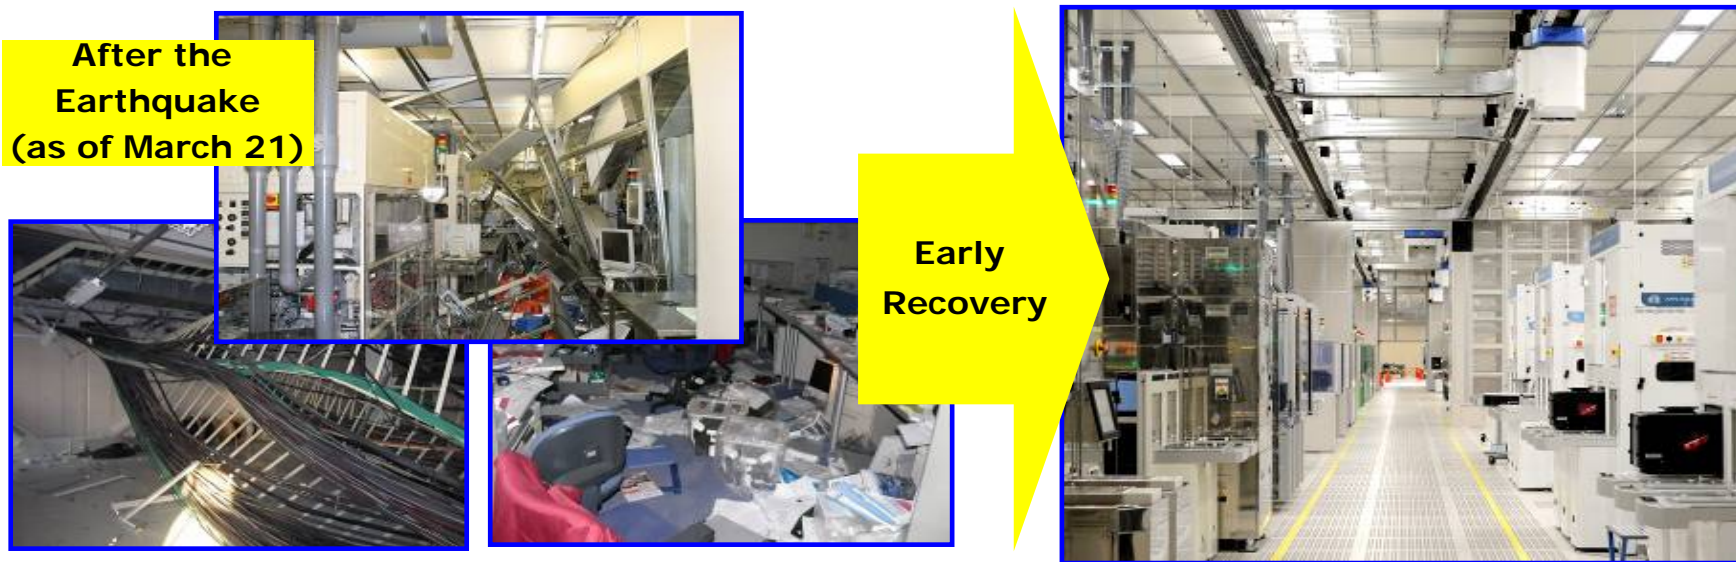 After the
Earthquake
(as of March 21)
Early
Recovery